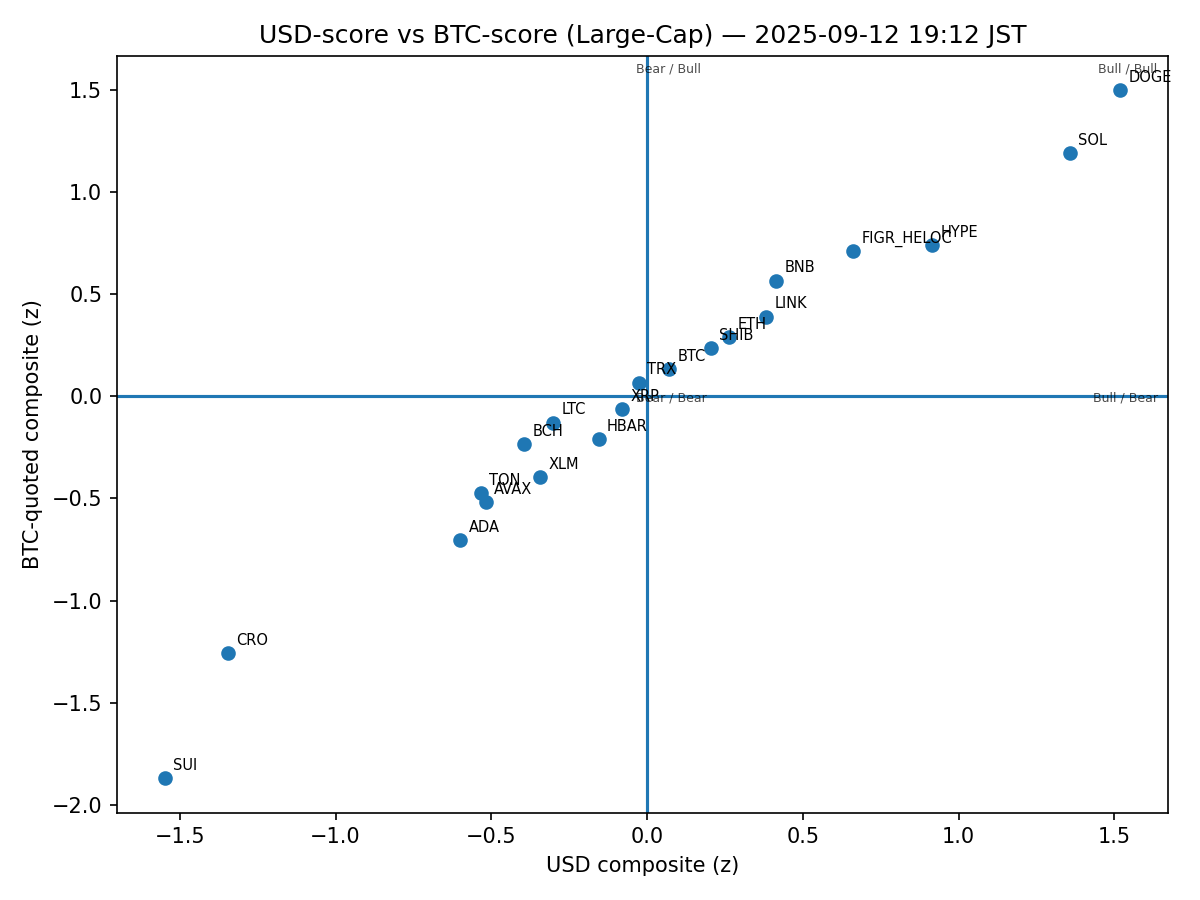 USD-score vs BTC-score (Large-Cap) — 2025-09-12 19:12 JST
Bear / Bull
Bull / Bull
DOGE
SOL
HYPE
FIGR_HELOC
BNB
LINK
ETH
SHIB
BTC
TRX
XRP
Bear / Bear
Bull / Bear
LTC
HBAR
BCH
XLM
TON
AVAX
ADA
CRO
SUI
1.5
1.0
0.5
0.0
−0.5
−1.0
−1.5
−2.0
BTC-quoted composite (z)
−1.5 −1.0 −0.5 0.0 0.5 1.0 1.5
USD composite (z)